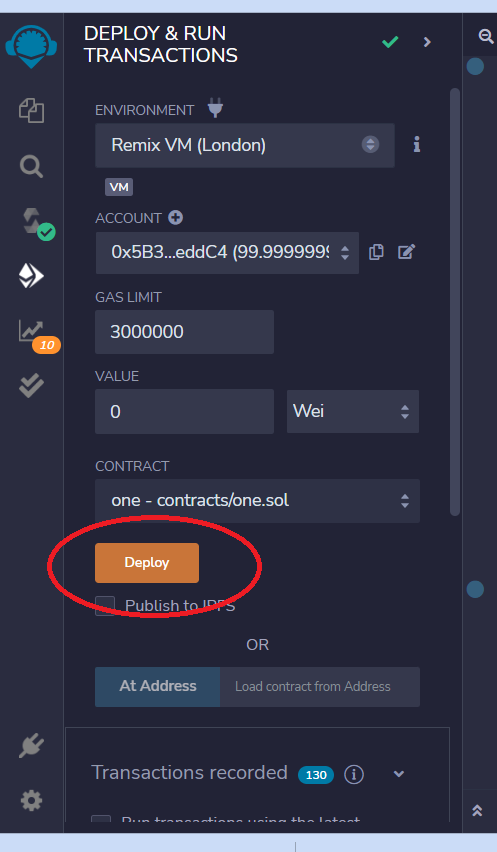 DEPLOY & RUN
TRANSACTIONS
ENVIRONMENT
Remix VM (London)
VM
ACCOUNT
0x5B3...eddC4 (99.9999999
GAS LIMIT
3000000
VALUE
0 Wei
CONTRACT
one - contracts/one.sol
Deploy
Publish to IPFS
OR
At Address Load contract from Address
10
Transactions recorded 130
Run transactions using the latest